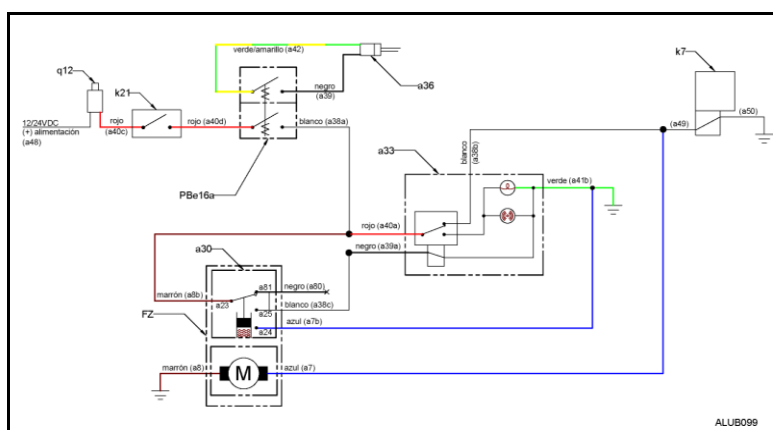 verde/amarillo (a42)
k7
q12
k21
negro
(a39)
a36
12/24VDC
(+) alimentación
(a48)
rojo
(a40c)
rojo (a40d)
blanco (a38a)
(a49)
(a50)
PBe16a
a33
blanco
(a38b)
verde (a41b)
rojo (a40a)
negro (a39a)
a30
marrón (a8b)
a23
a81
negro (a80)
a25
blanco (a38c)
FZ
azul (a7b)
a24
marrón (a8)
M
azul (a7)
ALUB099